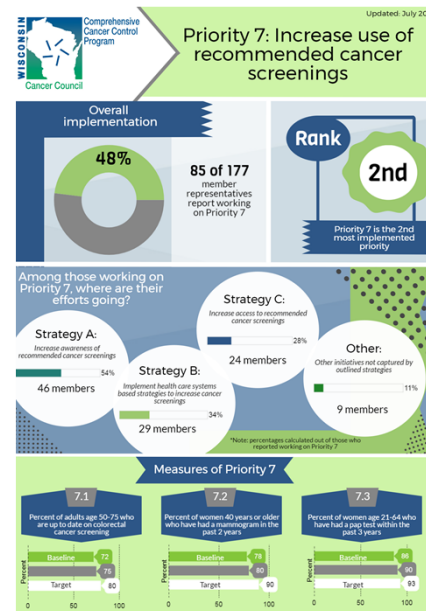 Updated: July 20
WISCONSIN
Comprehensive
Cancer Control
Program
Cancer Council
Priority 7: Increase use of
recommended cancer
screenings
Overall
implementation
48%
85 of 177
member
representatives
report working
on Priority 7
Rank
2nd
Priority 7 is the 2nd
most implemented
priority
Among those working on
Priority 7, where are their
efforts going?
Strategy A:
Increase awareness of
recommended cancer screenings
54%
46 members
Strategy B:
Implement health care systems
based strategies to increase cancer
screenings
34%
29 members
Strategy C:
Increase access to recommended
cancer screenings
28%
24 members
Other:
Other initiatives not captured by
outlined strategies
11%
9 members
*Note: percentages calculated out of those who
reported working on Priority 7
Measures of Priority 7
7.1
Percent of adults age 50-75 who
are up to date on colorectal
cancer screening
Percent
Baseline
72
75
Target
80
0
50
100
7.2
Percent of women 40 years or older
who have had a mammogram in the
past 2 years
Percent
Baseline
78
80
Target
90
0
50
100
7.3
Percent of women age 21-64 who
have had a pap test within the
past 3 years
Percent
Baseline
86
90
Target
93
0
50
100